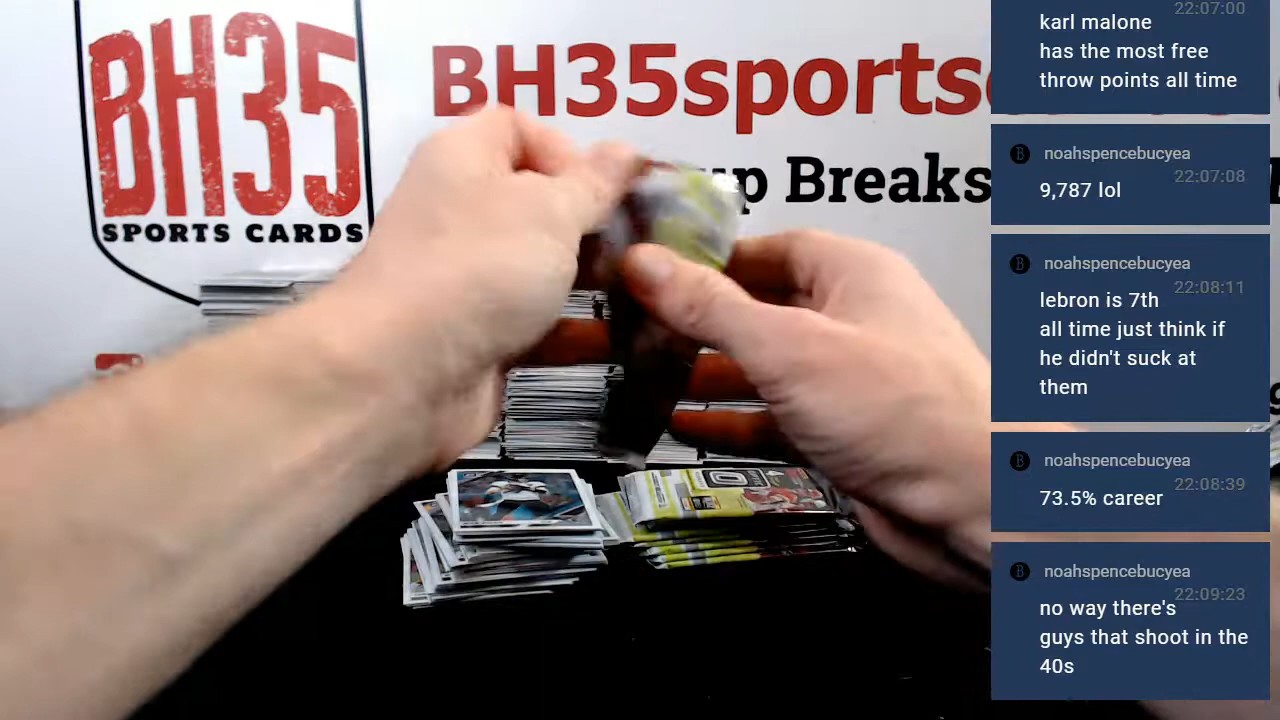 BH35
SPORTS CARDS
BH35sports
up Breaks
22:07:00
karl malone
has the most free
throw points all time
noahspencebucyea
22:07:08
9,787 lol
noahspencebucyea
22:08:11
lebron is 7th
all time just think if
he didn't suck at
them
noahspencebucyea
22:08:39
73.5% career
noahspencebucyea
22:09:23
no way there's
guys that shoot in the
40s